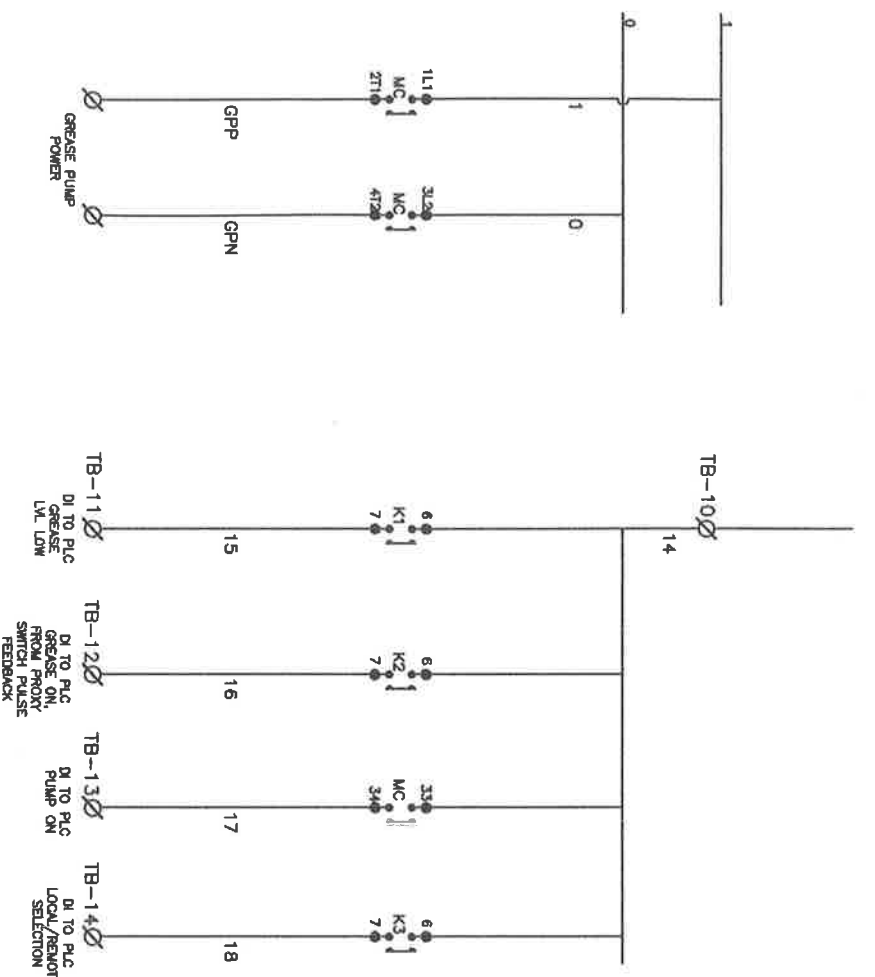 1
0
1
1L1
MC
2T1
GPP
0
3L2
MC
4T2
GPN
GREASE PUMP
POWER
TB-10
14
6
K1
7
15
TB-11
DI TO PLC
GREASE
LVL LOW
6
K2
7
16
TB-12
DI TO PLC
GREASE ON,
FROM PROXY
SWITCH PULSE
FEEDBACK
33
MC
34
17
TB-13
DI TO PLC
PUMP ON
6
K3
7
18
TB-14
DI TO PLC
LOCAL/REMOT
SELECTION